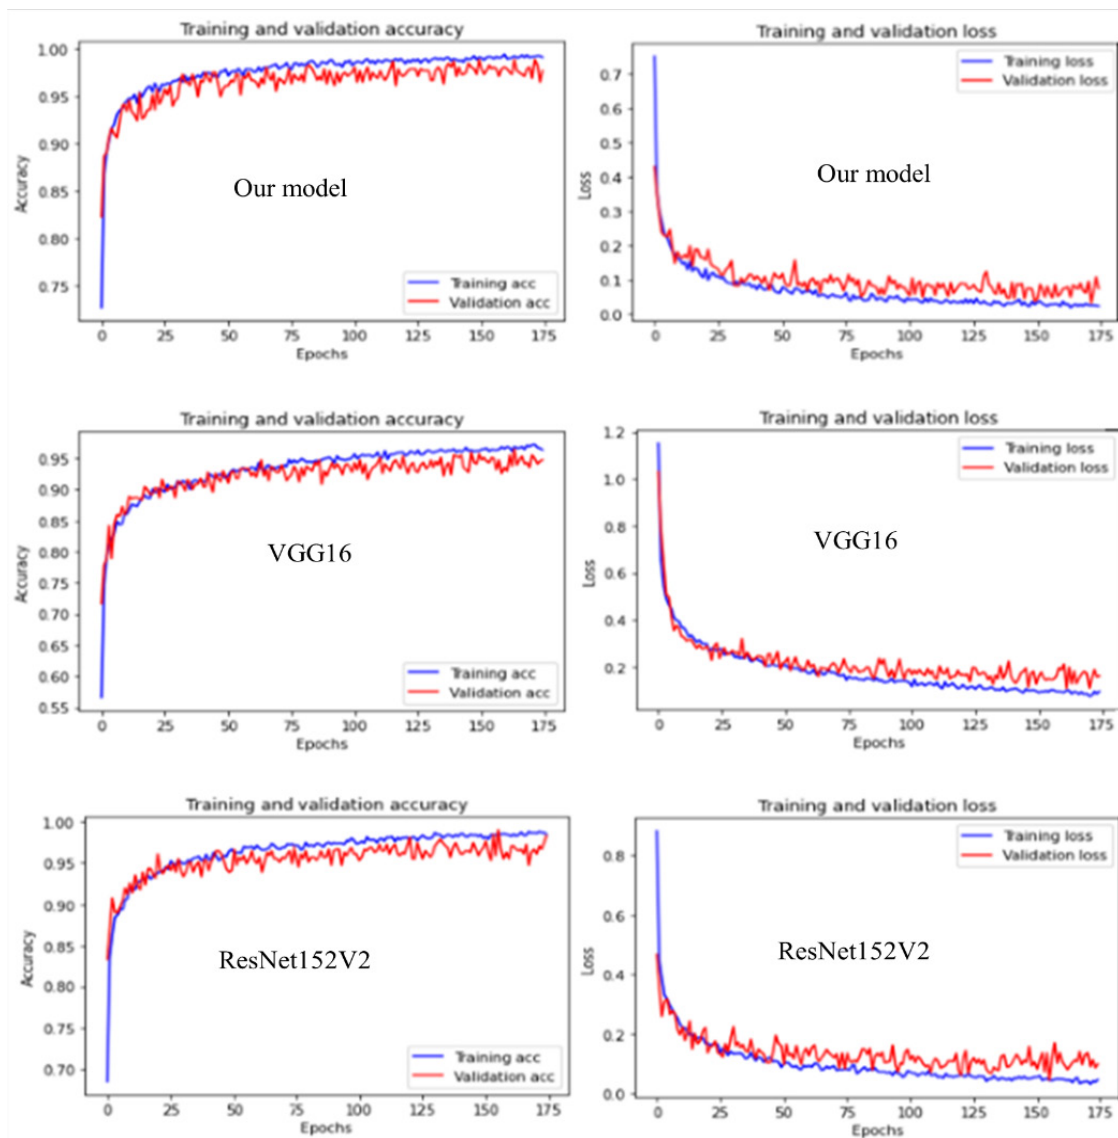 Training and validation accuracy
1.00
0.95
0.90
0.85
0.80
0.75
Accuracy
Our model
Training acc
Validation acc
0 25 50 75 100 125 150 175
Epochs
Training and validation loss
0.7
0.6
0.5
0.4
0.3
0.2
0.1
0.0
Loss
Training loss
Validation loss
Our model
0 25 50 75 100 125 150 175
Epochs
Training and validation accuracy
0.95
0.90
0.85
0.80
0.75
0.70
0.65
0.60
0.55
Accuracy
VGG16
Training acc
Validation acc
0 25 50 75 100 125 150 175
Epochs
Training and validation loss
1.2
1.0
0.8
0.6
0.4
0.2
Loss
Training loss
Validation loss
VGG16
0 25 50 75 100 125 150 175
Epochs
Training and validation accuracy
1.00
0.95
0.90
0.85
0.80
0.75
0.70
Accuracy
ResNet152V2
Training acc
Validation acc
0 25 50 75 100 125 150 175
Epochs
Training and validation loss
0.8
0.6
0.4
0.2
0.0
Loss
Training loss
Validation loss
ResNet152V2
0 25 50 75 100 125 150 175
Epochs